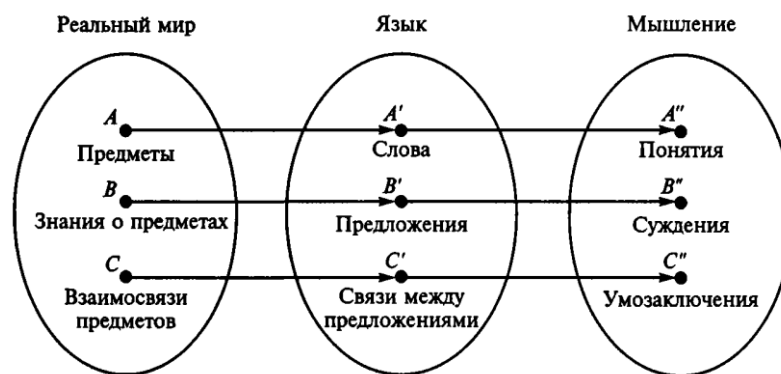 Реальный мир
Язык
Мышление
A
A'
A"
Предметы
Слова
Понятия
B
B'
B"
Знания о предметах
Предложения
Суждения
C
C'
C"
Взаимосвязи
предметов
Связи между
предложениями
Умозаключения